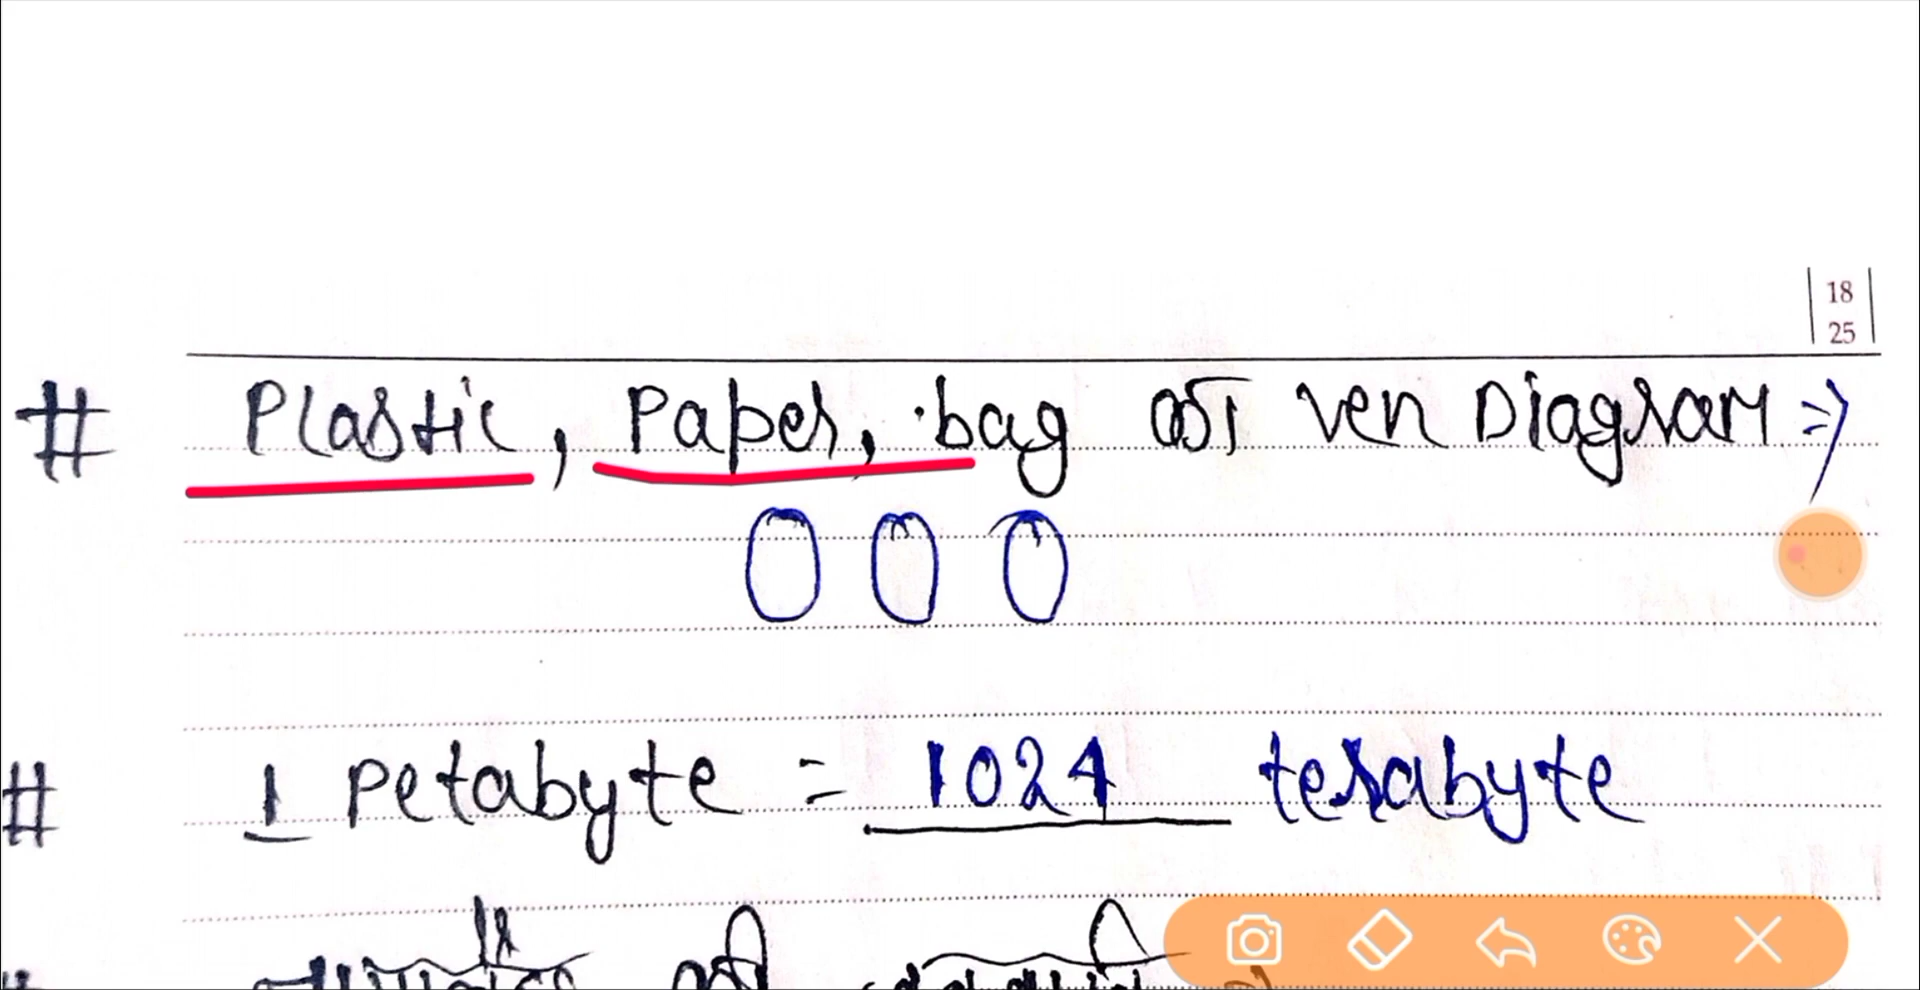 18
25
# Plastic, Paper, bag का ven Diagram ⇒
# 1 Petabyte = 1024 terabyte